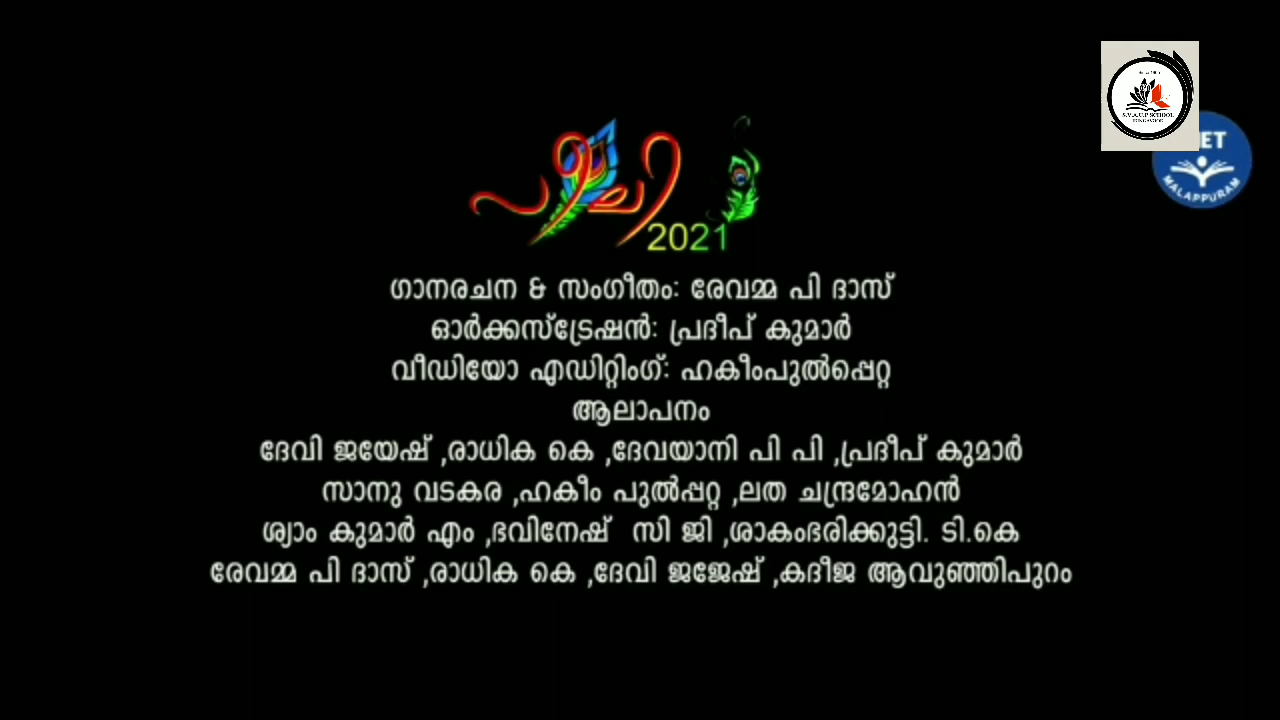 2021
ഗാനരചന & സംഗീതം: രേവമ്മ പി ദാസ്
ഓർക്കസ്ട്രേഷൻ: പ്രദീപ് കുമാർ
വീഡിയോ എഡിറ്റിംഗ്: ഹകീംപുൽപ്പെറ്റ
ആലാപനം
ദേവി ജയേഷ് ,രാധിക കെ ,ദേവയാനി പി പി ,പ്രദീപ് കുമാർ
സാനു വടകര ,ഹകീം പുൽപ്പറ്റ ,ലത ചന്ദ്രമോഹൻ
ശ്യാം കുമാർ എം ,ഭവിനേഷ്  സി ജി ,ശാകംഭരിക്കുട്ടി. ടി.കെ
രേവമ്മ പി ദാസ് ,രാധിക കെ ,ദേവി ജജേഷ് ,കദീജ ആവുഞ്ഞിപുറം
S.V.A.U.P SCHOOL
MALAPPURAM